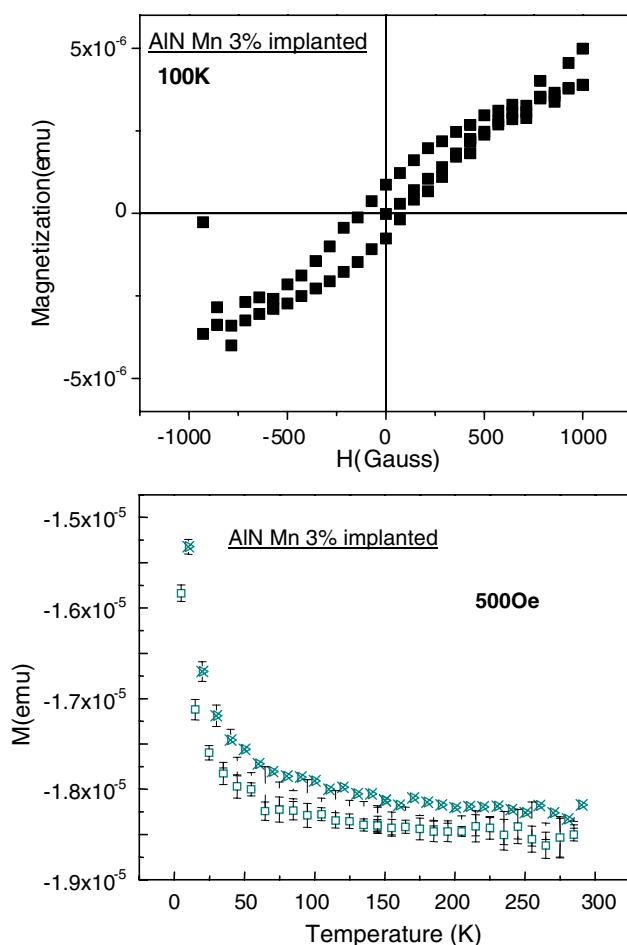 AlN Mn 3% implanted
100K
5x10⁻⁶
0
-5x10⁻⁶
Magnetization(emu)
-1000 -500 0 500 1000
H(Gauss)
AlN Mn 3% implanted
500Oe
-1.5x10⁻⁵
-1.6x10⁻⁵
-1.7x10⁻⁵
-1.8x10⁻⁵
-1.9x10⁻⁵
M(emu)
0 50 100 150 200 250 300
Temperature (K)